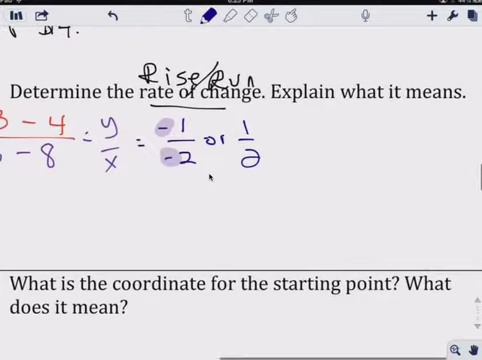 Rise/Run
Determine the rate of change. Explain what it means.
3 - 4 / - 8 = y/x = -1/-2 or 1/2
What is the coordinate for the starting point? What
does it mean?